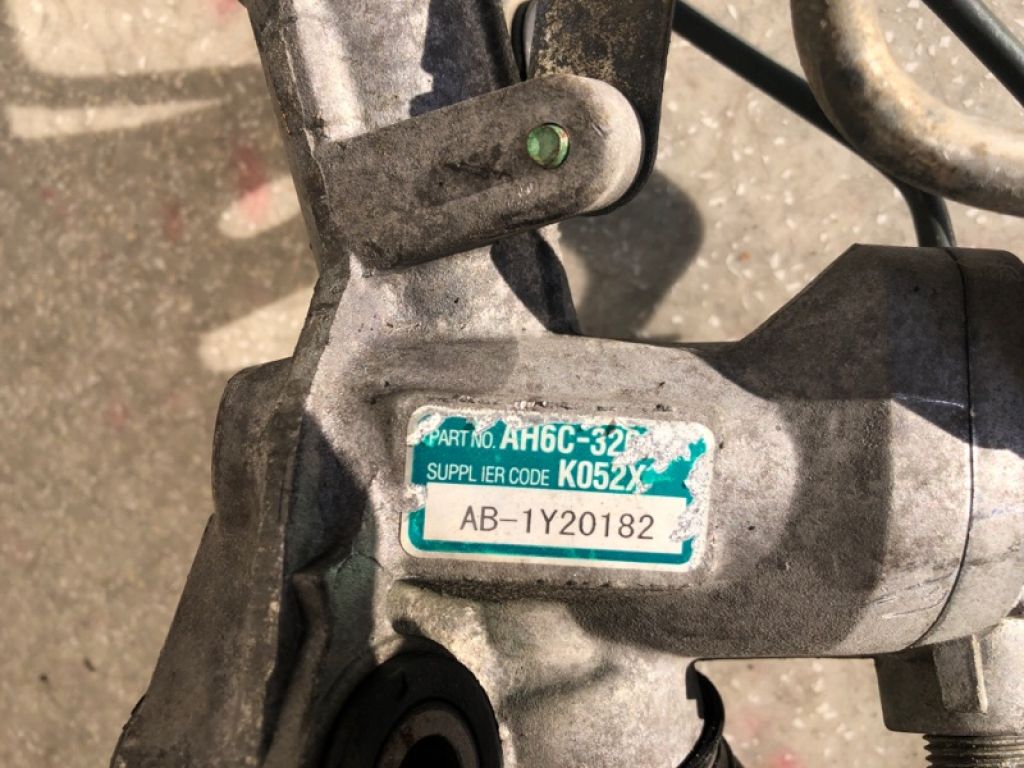 PART NO. AH6C-32
SUPPLIER CODE K052X
AB-1Y20182